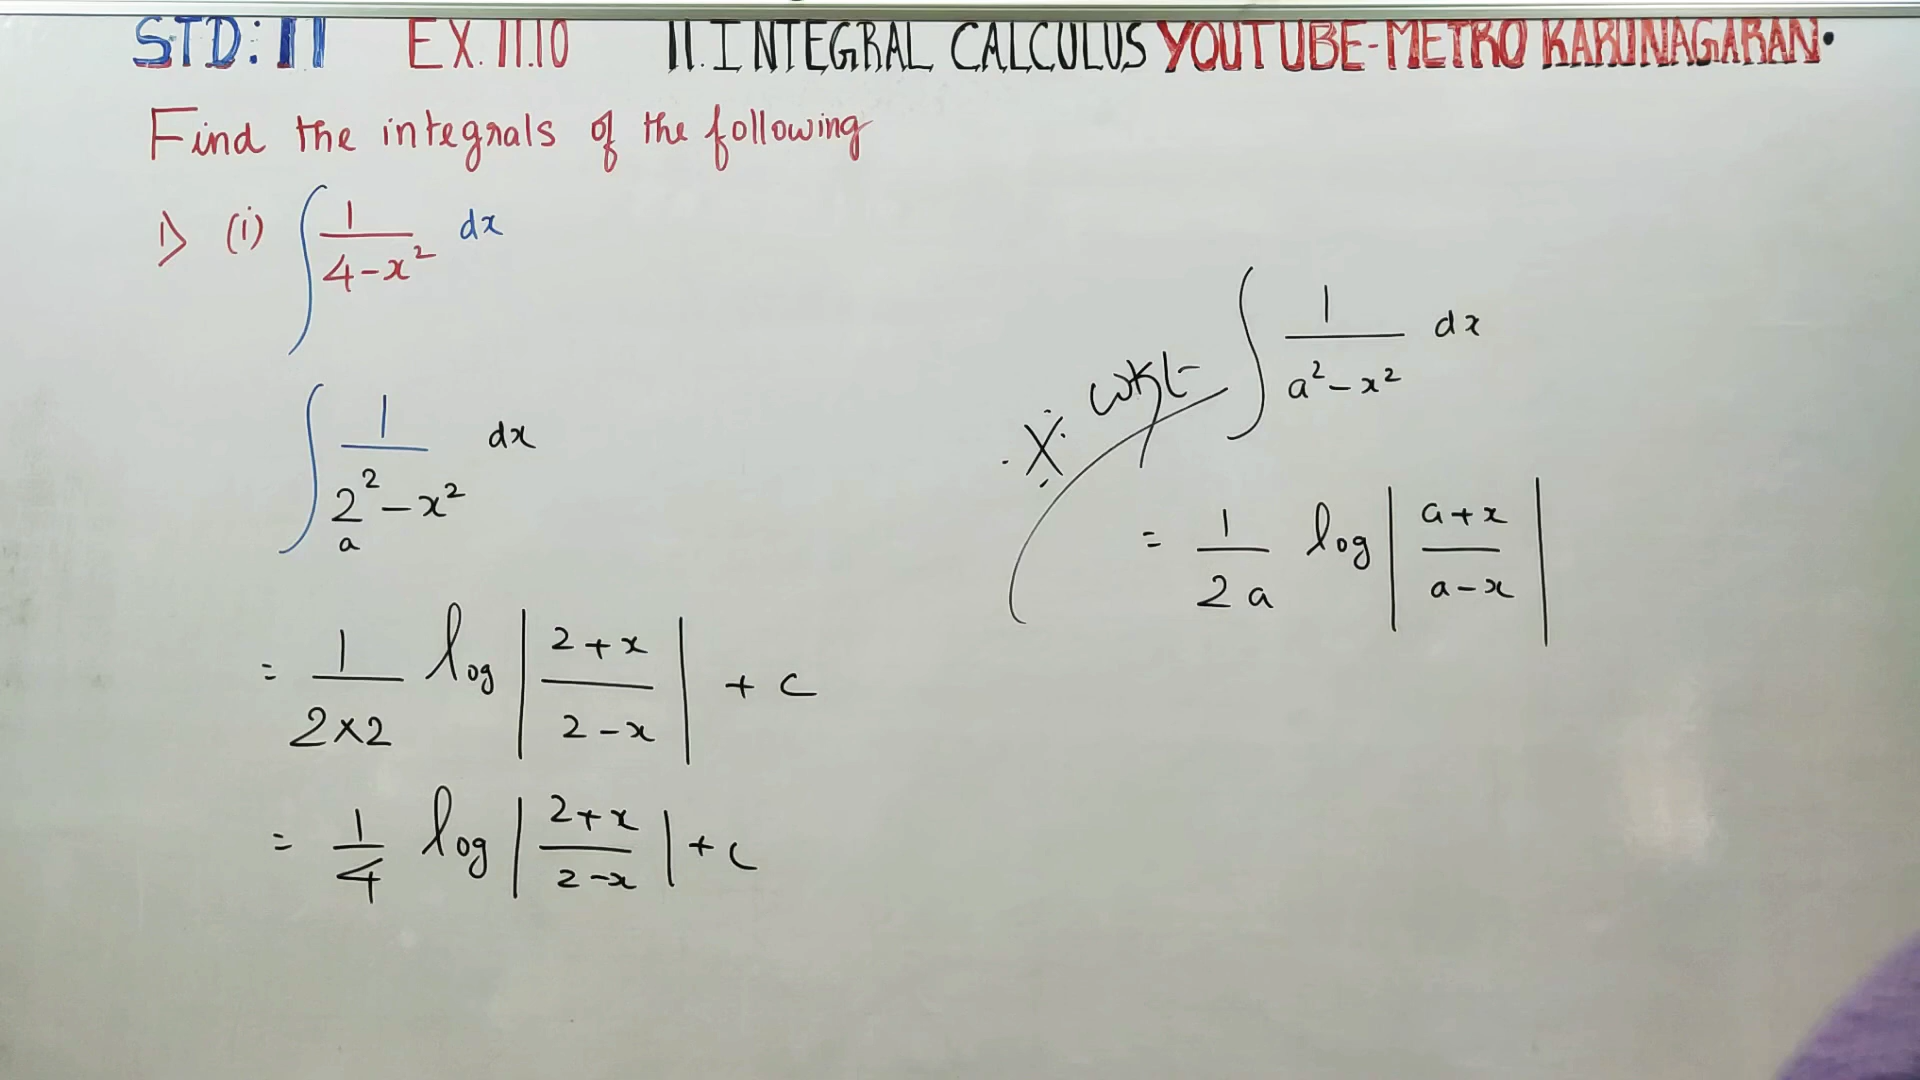 STD: 11 EX. 11.10 11. INTEGRAL CALCULUS YOUTUBE-METRO KARUNAGARAN.
Find the integrals of the following
1) (i) ∫ 1/(4-x²) dx
∫ 1/(2²-x²) dx
a
= 1/(2×2) log |(2+x)/(2-x)| + c
= 1/4 log |(2+x)/(2-x)| + c
wkt ∫ 1/(a²-x²) dx
= 1/(2a) log |(a+x)/(a-x)|